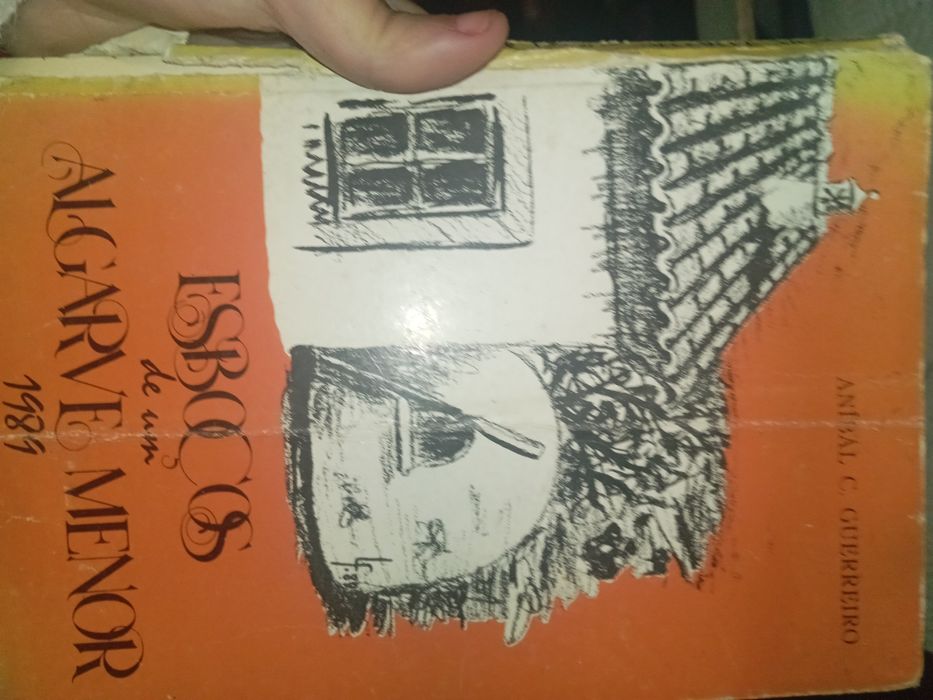 ANÍBAL C. GUERREIRO
ESBOÇOS
de um
ALGARVE MENOR
1989